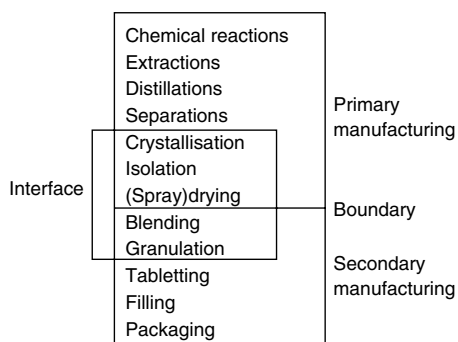 Chemical reactions
Extractions
Distillations
Separations
Crystallisation
Isolation
(Spray)drying
Blending
Granulation
Tabletting
Filling
Packaging
Interface
Primary
manufacturing
Boundary
Secondary
manufacturing